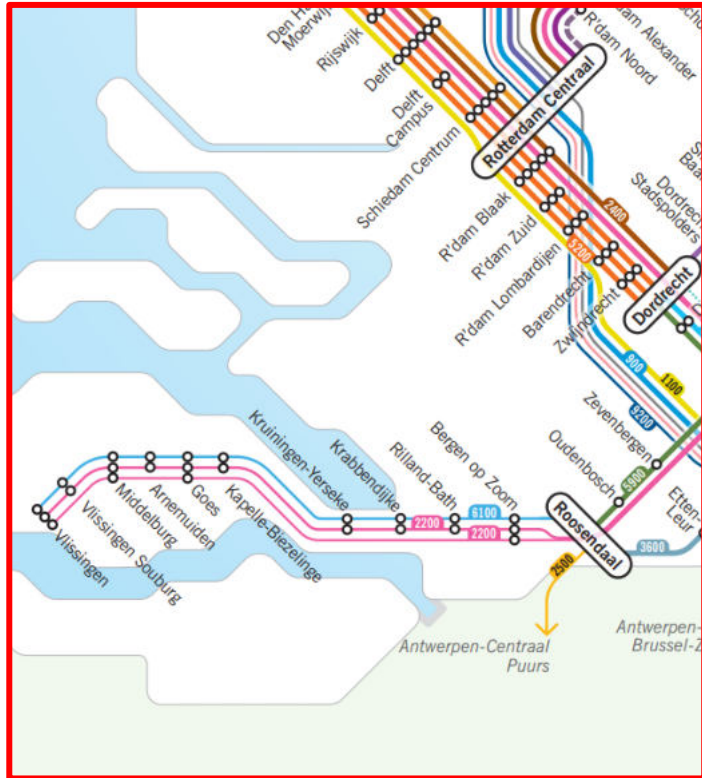 Den H
Moerwijk
Rijswijk
Delft
Delft
Campus
Schiedam Centrum
Rotterdam Centraal
dam Alexander
R'dam Noord
R'dam Blaak
R'dam Zuid
R'dam Lombardijen
Barendrecht
Zwijndrecht
Dordrecht
Stadspolders
Baa
Dordrecht
2400
5200
900
1100
9200
Zevenbergen
Oudenbosch
5900
Etten-
Leur
Roosendaal
3600
2500
Bergen op Zoom
Rilland-Bath
Krabbendijke
Kruiningen-Yerseke
6100
2200
2200
Kapelle-Biezelinge
Goes
Arnemuiden
Middelburg
Vlissingen Souburg
Vlissingen
Antwerpen-Centraal
Puurs
Antwerpen-
Brussel-Z